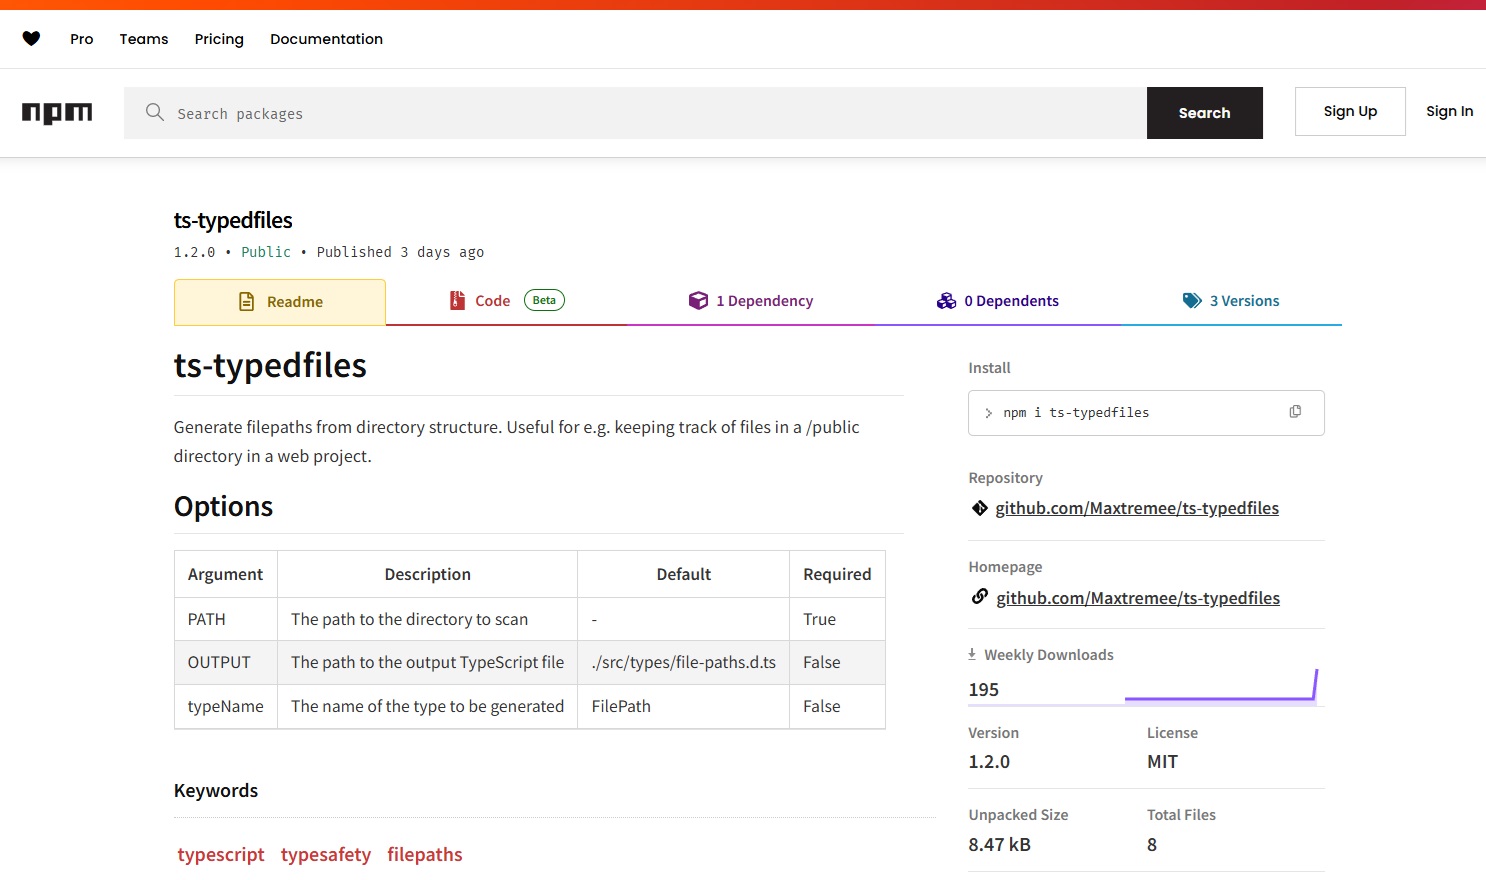 Pro Teams Pricing Documentation
npm Search packages Search Sign Up Sign In
ts-typedfiles
1.2.0 • Public • Published 3 days ago
Readme Code Beta 1 Dependency 0 Dependents 3 Versions
ts-typedfiles
Generate filepaths from directory structure. Useful for e.g. keeping track of files in a /public
directory in a web project.
Options
Argument Description Default Required
PATH The path to the directory to scan - True
OUTPUT The path to the output TypeScript file ./src/types/file-paths.d.ts False
typeName The name of the type to be generated FilePath False
Keywords
typescript typesafety filepaths
Install
> npm i ts-typedfiles
Repository
github.com/Maxtremee/ts-typedfiles
Homepage
github.com/Maxtremee/ts-typedfiles
Weekly Downloads
195
Version License
1.2.0 MIT
Unpacked Size Total Files
8.47 kB 8